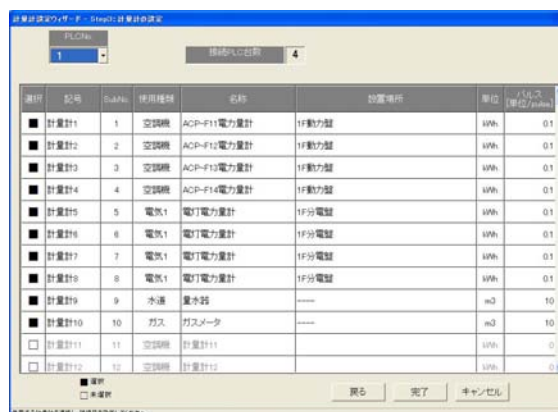 計量計設定ウィザード - Step3:計量計の設定
PLCNo.
1
接続PLC台数 4
選択 記号 SubNo. 使用種類 名称 設置場所 単位 パルス[単位/pulse]
■ 計量計1 1 空調機 ACP-F11電力量計 1F動力盤 kWh 0.1
■ 計量計2 2 空調機 ACP-F12電力量計 1F動力盤 kWh 0.1
■ 計量計3 3 空調機 ACP-F13電力量計 1F動力盤 kWh 0.1
■ 計量計4 4 空調機 ACP-F14電力量計 1F動力盤 kWh 0.1
■ 計量計5 5 電気1 電灯電力量計 1F分電盤 kWh 0.1
■ 計量計6 6 電気1 電灯電力量計 1F分電盤 kWh 0.1
■ 計量計7 7 電気1 電灯電力量計 1F分電盤 kWh 0.1
■ 計量計8 8 電気1 電灯電力量計 1F分電盤 kWh 0.1
■ 計量計9 9 水道 量水器 ---- m3 10
■ 計量計10 10 ガス ガスメータ ---- m3 10
□ 計量計11 11 空調機 計量計11 kWh 0
□ 計量計12 12 空調機 計量計12 kWh 0
■ 選択
□ 未選択
戻る 完了 キャンセル